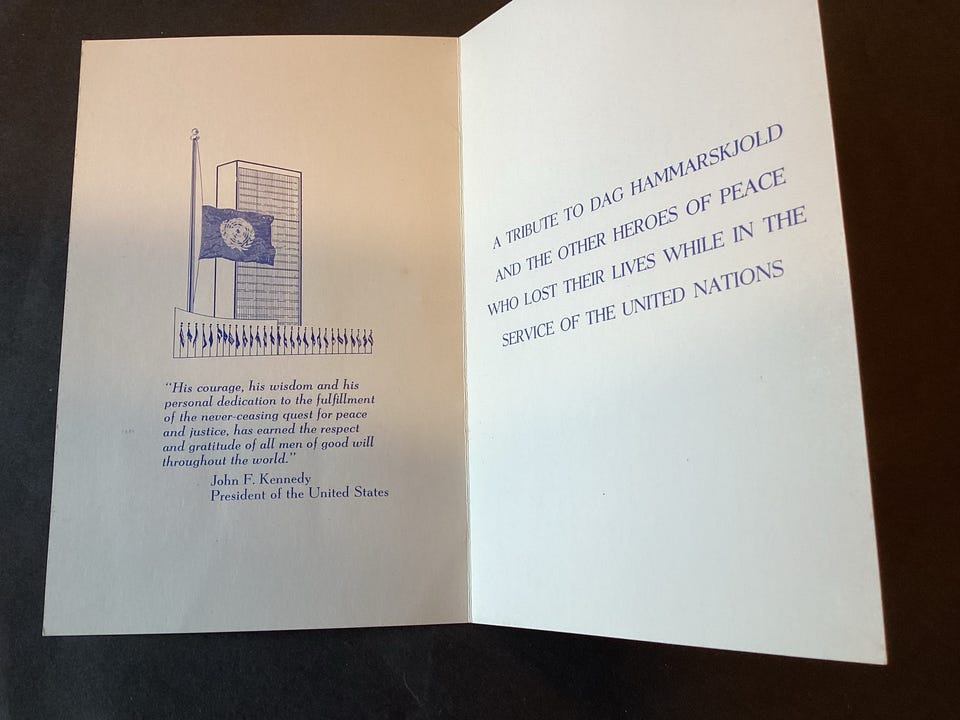 "His courage, his wisdom and his
personal dedication to the fulfillment
of the never-ceasing quest for peace
and justice, has earned the respect
and gratitude of all men of good will
throughout the world."
John F. Kennedy
President of the United States
A TRIBUTE TO DAG HAMMARSKJOLD
AND THE OTHER HEROES OF PEACE
WHO LOST THEIR LIVES WHILE IN THE
SERVICE OF THE UNITED NATIONS